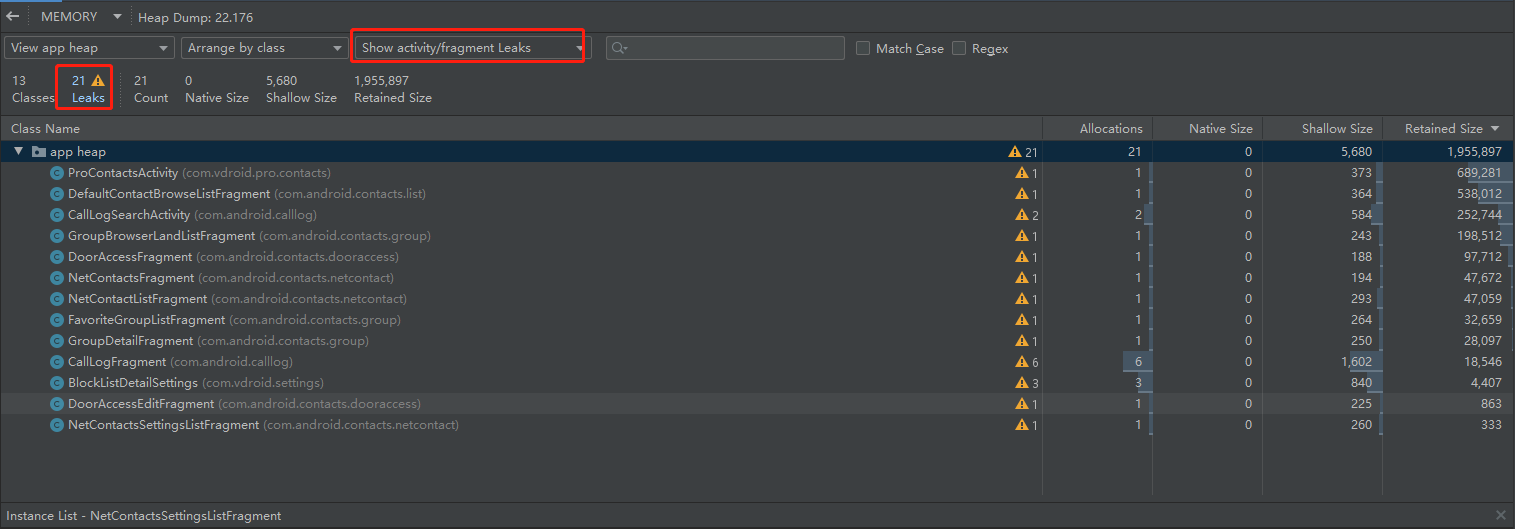 MEMORY Heap Dump: 22.176
View app heap Arrange by class Show activity/fragment Leaks Match Case Regex
13 21 21 0 5,680 1,955,897
Classes Leaks Count Native Size Shallow Size Retained Size
Class Name Allocations Native Size Shallow Size Retained Size
app heap 21 21 0 5,680 1,955,897
C ProContactsActivity (com.vdroid.pro.contacts) 1 1 0 373 689,281
C DefaultContactBrowseListFragment (com.android.contacts.list) 1 1 0 364 538,012
C CallLogSearchActivity (com.android.calllog) 2 2 0 584 252,744
C GroupBrowserLandListFragment (com.android.contacts.group) 1 1 0 243 198,512
C DoorAccessFragment (com.android.contacts.dooraccess) 1 1 0 188 97,712
C NetContactsFragment (com.android.contacts.netcontact) 1 1 0 194 47,672
C NetContactListFragment (com.android.contacts.netcontact) 1 1 0 293 47,059
C FavoriteGroupListFragment (com.android.contacts.group) 1 1 0 264 32,659
C GroupDetailFragment (com.android.contacts.group) 1 1 0 250 28,097
C CallLogFragment (com.android.calllog) 6 6 0 1,602 18,546
C BlockListDetailSettings (com.vdroid.settings) 3 3 0 840 4,407
C DoorAccessEditFragment (com.android.contacts.dooraccess) 1 1 0 225 863
C NetContactsSettingsListFragment (com.android.contacts.netcontact) 1 1 0 260 333
Instance List - NetContactsSettingsListFragment